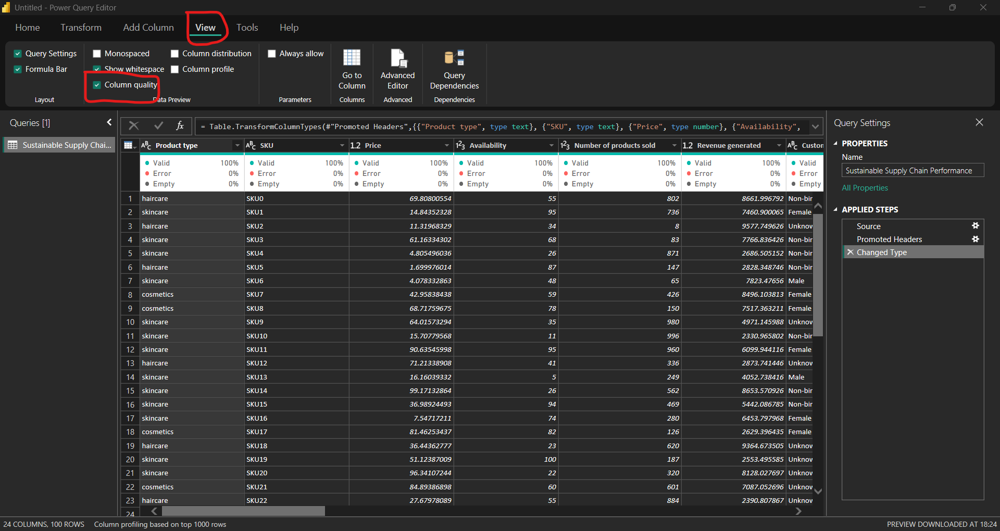 Untitled - Power Query Editor
Home Transform Add Column View Tools Help
Query Settings Monospaced Column distribution Always allow
Formula Bar Show whitespace Column profile
Column quality
Go to Column Advanced Editor Query Dependencies
Layout Data Preview Parameters Columns Advanced Dependencies
Queries [1]
Sustainable Supply Chai...
fx = Table.TransformColumnTypes(#"Promoted Headers",{{"Product type", type text}, {"SKU", type text}, {"Price", type number}, {"Availability",
ABC Product type ABC SKU 1.2 Price 123 Availability 123 Number of products sold 1.2 Revenue generated ABC Custon
Valid 100% Valid 100% Valid 100% Valid 100% Valid 100% Valid 100% Valid
Error 0% Error 0% Error 0% Error 0% Error 0% Error 0% Error
Empty 0% Empty 0% Empty 0% Empty 0% Empty 0% Empty 0% Empty
1 haircare SKU0 69.80800554 55 802 8661.996792 Non-bir
2 skincare SKU1 14.84352328 95 736 7460.900065 Female
3 haircare SKU2 11.31968329 34 8 9577.749626 Unknov
4 skincare SKU3 61.16334302 68 83 7766.836426 Non-bir
5 skincare SKU4 4.805496036 26 871 2686.505152 Non-bir
6 haircare SKU5 1.699976014 87 147 2828.348746 Non-bir
7 skincare SKU6 4.078332863 48 65 7823.47656 Male
8 cosmetics SKU7 42.95838438 59 426 8496.103813 Female
9 cosmetics SKU8 68.71759675 78 150 7517.363211 Female
10 skincare SKU9 64.01573294 35 980 4971.145988 Unknov
11 skincare SKU10 15.70779568 11 996 2330.965802 Non-bir
12 skincare SKU11 90.63545998 95 960 6099.944116 Female
13 haircare SKU12 71.21338908 41 336 2873.741446 Unknov
14 skincare SKU13 16.16039332 5 249 4052.738416 Male
15 skincare SKU14 99.17132864 26 562 8653.570926 Non-bir
16 skincare SKU15 36.98924493 94 469 5442.086785 Non-bir
17 skincare SKU16 7.54717211 74 280 6453.797968 Female
18 cosmetics SKU17 81.46253437 82 126 2629.396435 Female
19 haircare SKU18 36.44362777 23 620 9364.673505 Unknov
20 skincare SKU19 51.12387009 100 187 2553.495585 Unknov
21 skincare SKU20 96.34107244 22 320 8128.027697 Unknov
22 cosmetics SKU21 84.89386898 60 601 7087.052696 Unknov
23 haircare SKU22 27.67978089 55 884 2390.807867 Unknov
24
Query Settings
PROPERTIES
Name
Sustainable Supply Chain Performance
All Properties
APPLIED STEPS
Source
Promoted Headers
Changed Type
24 COLUMNS, 100 ROWS Column profiling based on top 1000 rows PREVIEW DOWNLOADED AT 18:24